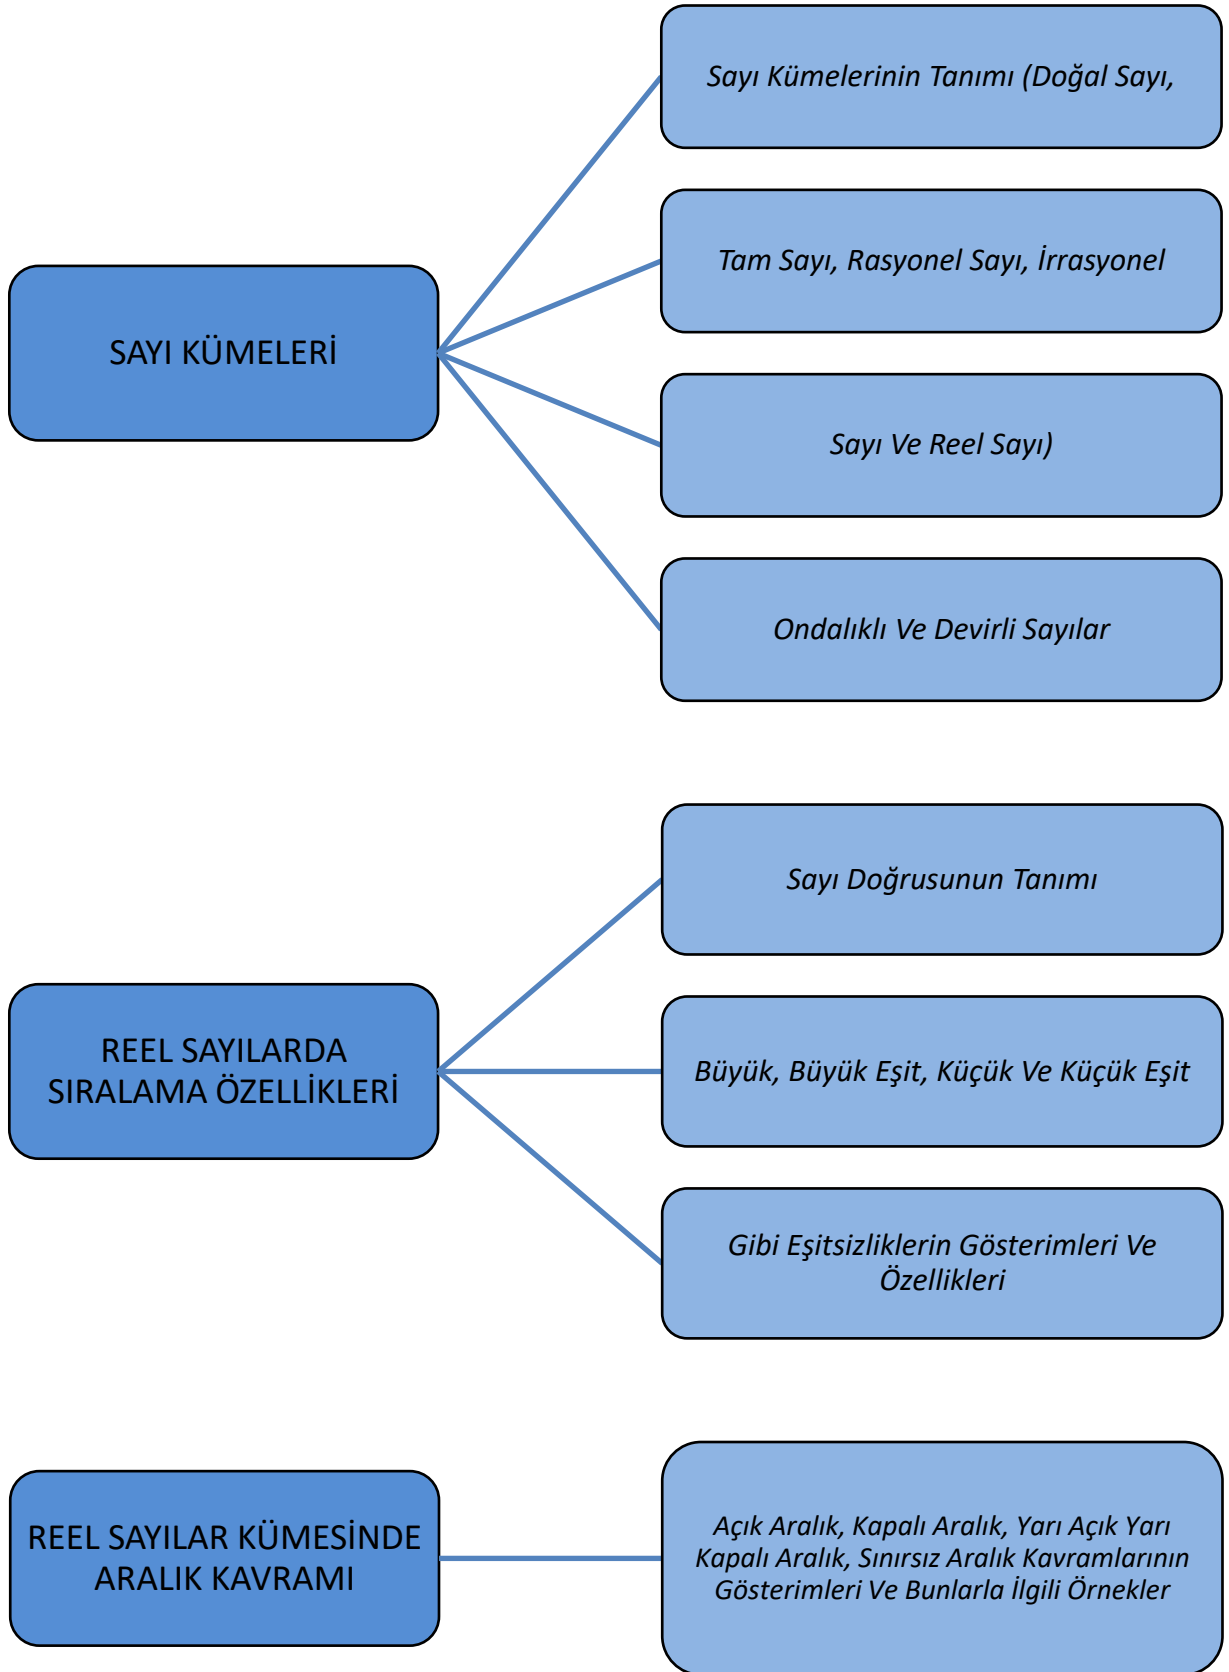 SAYI KÜMELERİ
Sayı Kümelerinin Tanımı (Doğal Sayı,
Tam Sayı, Rasyonel Sayı, İrrasyonel
Sayı Ve Reel Sayı)
Ondalıklı Ve Devirli Sayılar
REEL SAYILARDA
SIRALAMA ÖZELLİKLERİ
Sayı Doğrusunun Tanımı
Büyük, Büyük Eşit, Küçük Ve Küçük Eşit
Gibi Eşitsizliklerin Gösterimleri Ve
Özellikleri
REEL SAYILAR KÜMESİNDE
ARALIK KAVRAMI
Açık Aralık, Kapalı Aralık, Yarı Açık Yarı
Kapalı Aralık, Sınırsız Aralık Kavramlarının
Gösterimleri Ve Bunlarla İlgili Örnekler